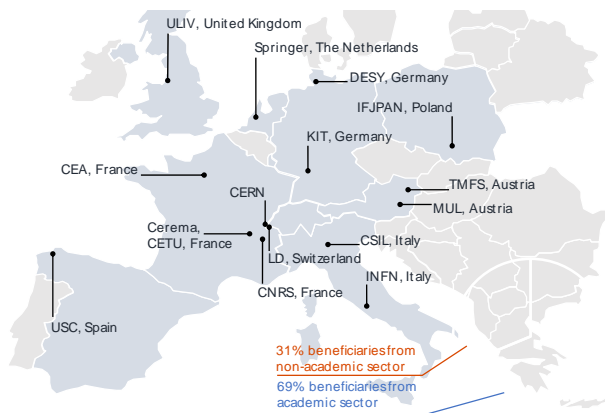 ULIV, United Kingdom
Springer, The Netherlands
DESY, Germany
IFJPAN, Poland
KIT, Germany
CEA, France
TMFS, Austria
CERN
MUL, Austria
Cerema,
CETU, France
CSIL, Italy
LD, Switzerland
INFN, Italy
CNRS, France
USC, Spain
31% beneficiaries from
non-academic sector
69% beneficiaries from
academic sector